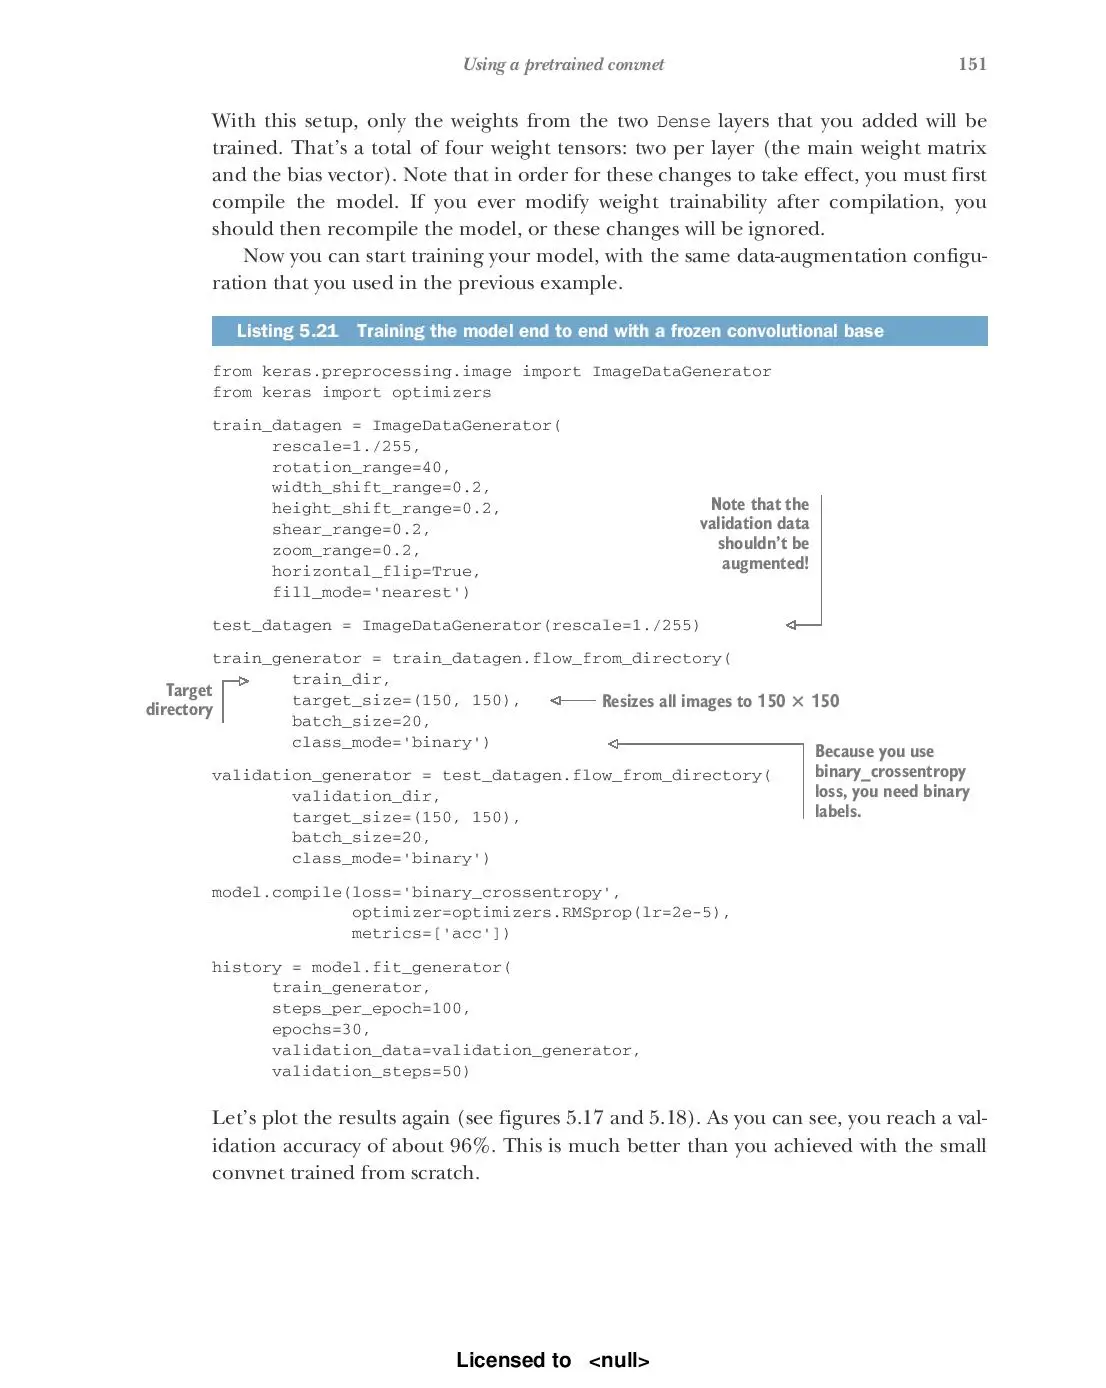 Using a pretrained convnet 151
With this setup, only the weights from the two Dense layers that you added will be
trained. That's a total of four weight tensors: two per layer (the main weight matrix
and the bias vector). Note that in order for these changes to take effect, you must first
compile the model. If you ever modify weight trainability after compilation, you
should then recompile the model, or these changes will be ignored.
Now you can start training your model, with the same data-augmentation configu-
ration that you used in the previous example.
Listing 5.21 Training the model end to end with a frozen convolutional base
from keras.preprocessing.image import ImageDataGenerator
from keras import optimizers
train_datagen = ImageDataGenerator(
rescale=1./255,
rotation_range=40,
width_shift_range=0.2,
height_shift_range=0.2,
shear_range=0.2,
zoom_range=0.2,
horizontal_flip=True,
fill_mode='nearest')
Note that the
validation data
shouldn't be
augmented!
test_datagen = ImageDataGenerator(rescale=1./255)
train_generator = train_datagen.flow_from_directory(
Target
directory
train_dir,
target_size=(150, 150),
Resizes all images to 150 × 150
batch_size=20,
class_mode='binary')
Because you use
binary_crossentropy
loss, you need binary
labels.
validation_generator = test_datagen.flow_from_directory(
validation_dir,
target_size=(150, 150),
batch_size=20,
class_mode='binary')
model.compile(loss='binary_crossentropy',
optimizer=optimizers.RMSprop(lr=2e-5),
metrics=['acc'])
history = model.fit_generator(
train_generator,
steps_per_epoch=100,
epochs=30,
validation_data=validation_generator,
validation_steps=50)
Let's plot the results again (see figures 5.17 and 5.18). As you can see, you reach a val-
idation accuracy of about 96%. This is much better than you achieved with the small
convnet trained from scratch.
Licensed to <null>